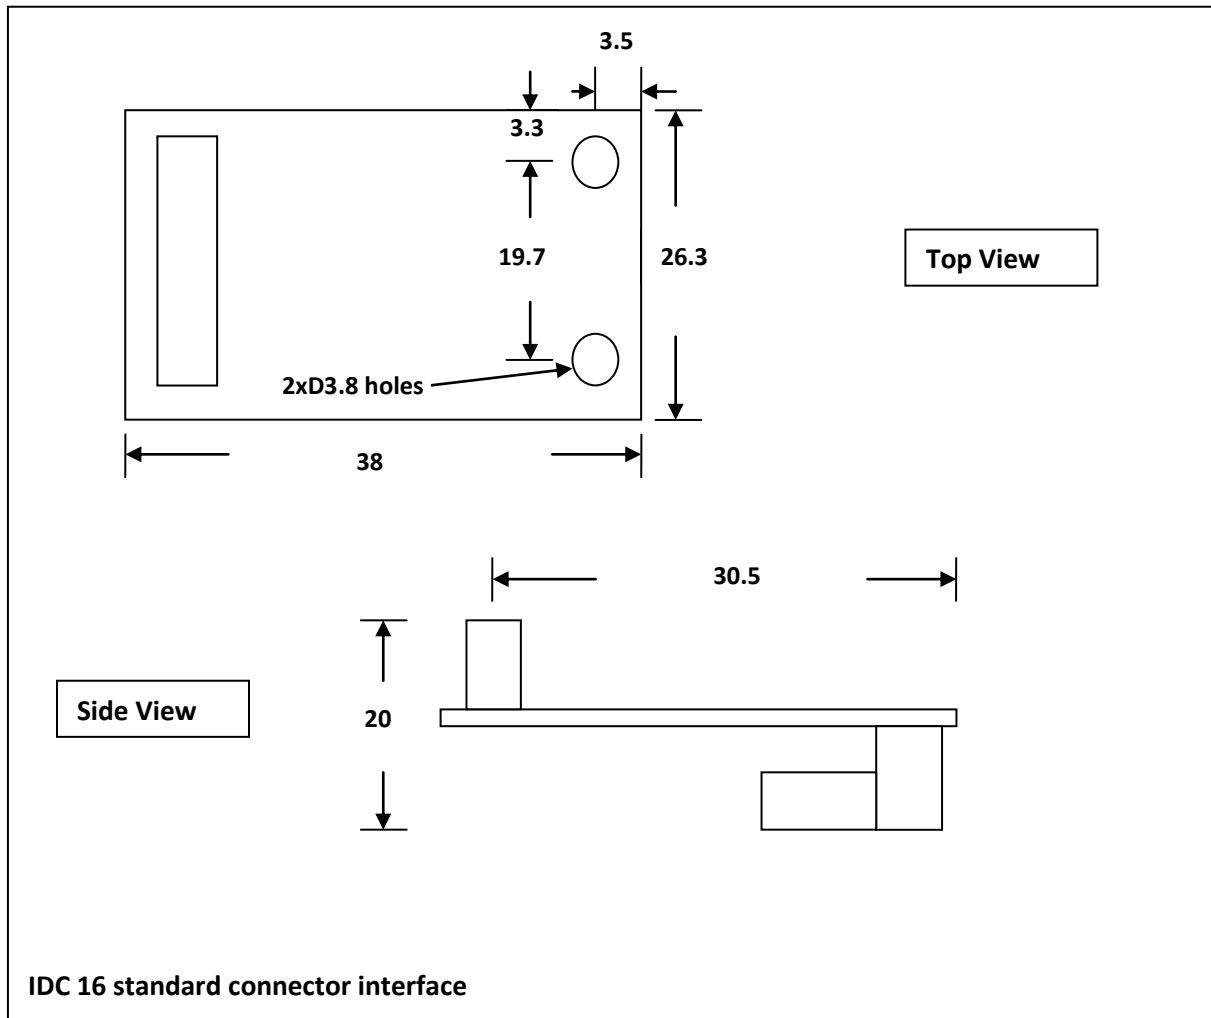 3.5
3.3
19.7
26.3
Top View
2xD3.8 holes
38
30.5
Side View
20
IDC 16 standard connector interface